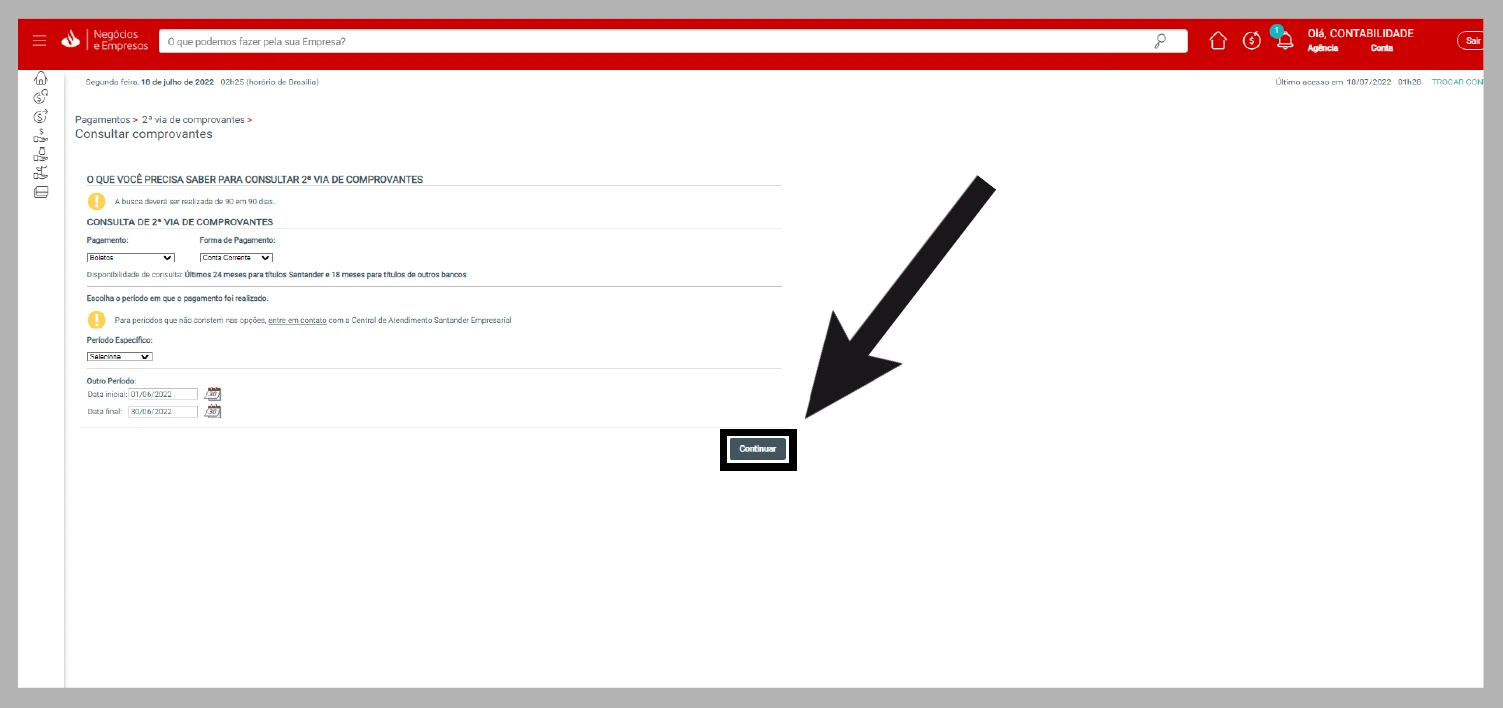 Negócios
e Empresas
O que podemos fazer pela sua Empresa?
1
Olá, CONTABILIDADE
Agência Conta
Sair
Segunda feira, 18 de julho de 2022 02h25 (horário de Brasília)
Último acesso em 18/07/2022 01h28 TROCAR CON
Pagamentos > 2ª via de comprovantes >
Consultar comprovantes
O QUE VOCÊ PRECISA SABER PARA CONSULTAR 2ª VIA DE COMPROVANTES
A busca deverá ser realizada de 90 em 90 dias.
CONSULTA DE 2ª VIA DE COMPROVANTES
Pagamento: Forma de Pagamento:
Boletos Conta Corrente
Disponibilidade de consulta: Últimos 24 meses para títulos Santander e 18 meses para títulos de outros bancos
Escolha o período em que o pagamento foi realizado.
Para períodos que não constem nas opções, entre em contato com a Central de Atendimento Santander Empresarial
Período Específico:
Selecione
Outro Período:
Data inicial: 01/06/2022
Data final: 30/06/2022
Continuar